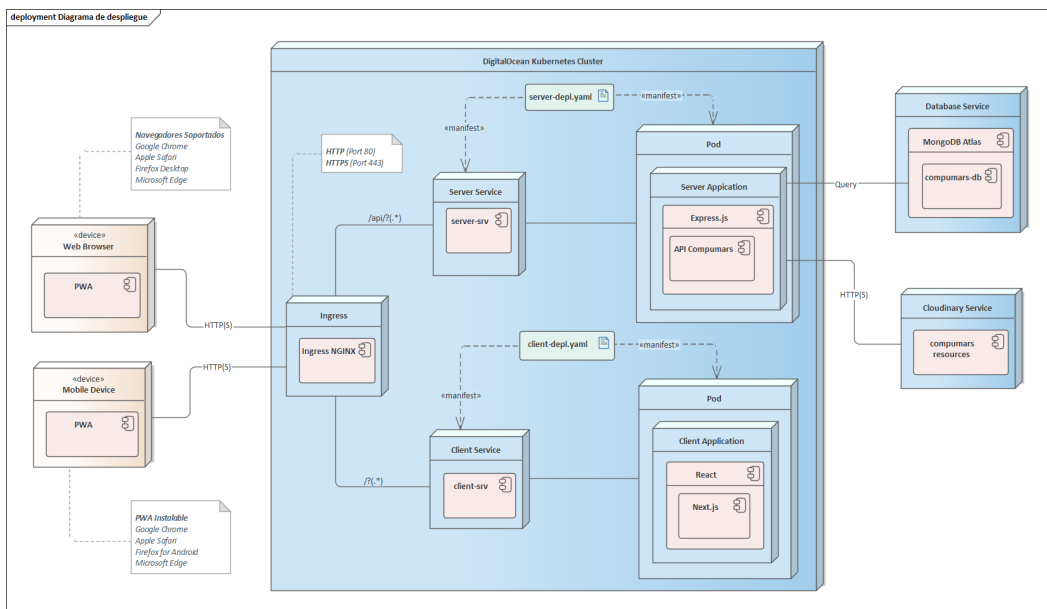 deployment Diagrama de despliegue
DigitalOcean Kubernetes Cluster
server-depl.yaml
«manifest»
«manifest»
Navegadores Soportados
Google Chrome
Apple Safari
Firefox Desktop
Microsoft Edge
HTTP (Port 80)
HTTPS (Port 443)
Pod
Server Appication
Express.js
API Compumars
Database Service
MongoDB Atlas
compumars-db
Query
Server Service
server-srv
/api/?(.*)
«device»
Web Browser
PWA
HTTP(S)
Ingress
Ingress NGINX
HTTP(S)
Cloudinary Service
compumars
resources
client-depl.yaml
«manifest»
«manifest»
«device»
Mobile Device
PWA
HTTP(S)
Pod
Client Application
React
Next.js
Client Service
client-srv
/?(.*)
PWA Instalable
Google Chrome
Apple Safari
Firefox for Android
Microsoft Edge